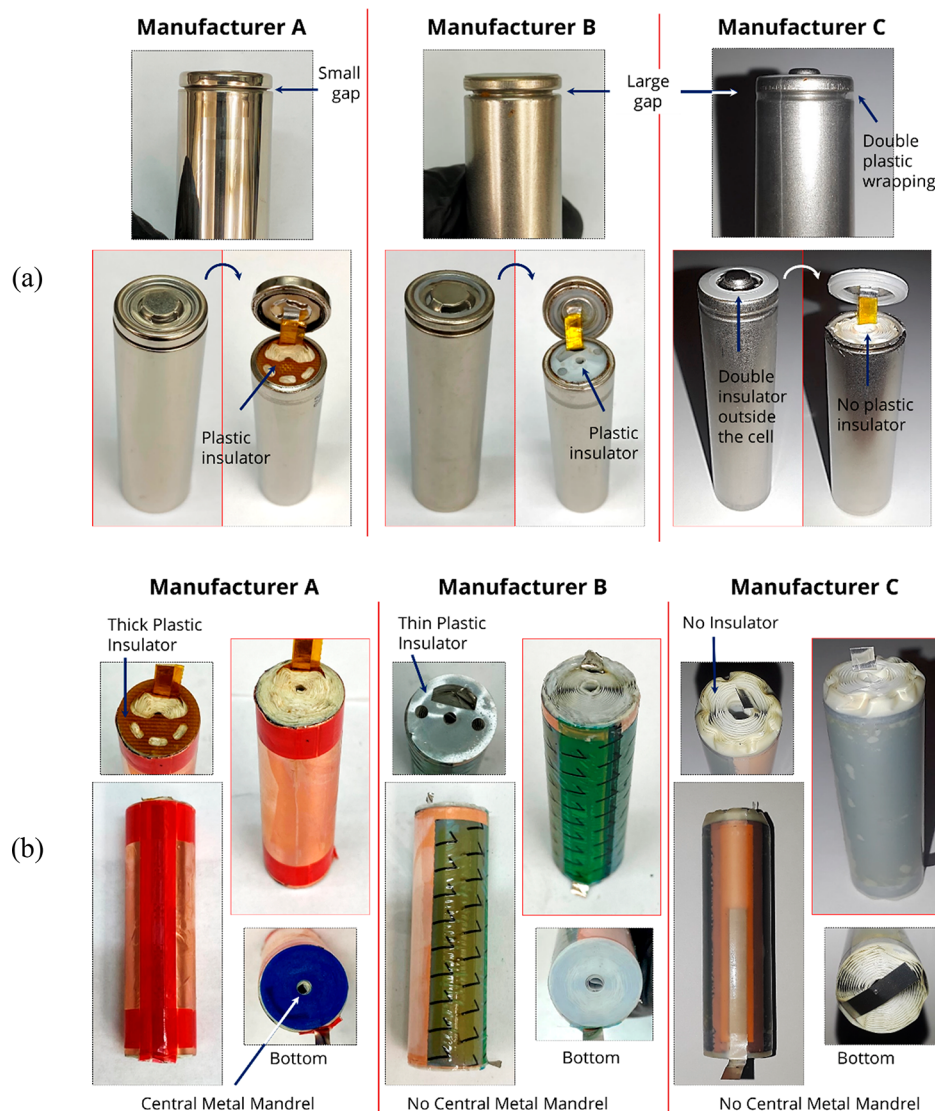 Manufacturer A
Manufacturer B
Manufacturer C
Small
gap
Large
gap
Double
plastic
wrapping
(a)
Plastic
insulator
Plastic
insulator
Double
insulator
outside
the cell
No plastic
insulator
Manufacturer A
Manufacturer B
Manufacturer C
Thick Plastic
Insulator
Thin Plastic
Insulator
No Insulator
(b)
Bottom
Bottom
Bottom
Central Metal Mandrel
No Central Metal Mandrel
No Central Metal Mandrel